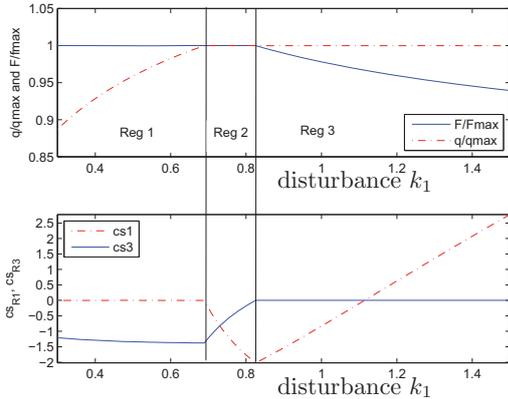 1.05
1
0.95
0.9
0.85
q/qmax and F/fmax
Reg 1
Reg 2
Reg 3
F/Fmax
q/qmax
0.4
0.6
0.8
1
1.2
1.4
disturbance k₁
2.5
2
1.5
1
0.5
0
−0.5
−1
−1.5
−2
cs_R1, cs_R3
cs1
cs3
0.4
0.6
0.8
1
1.2
1.4
disturbance k₁